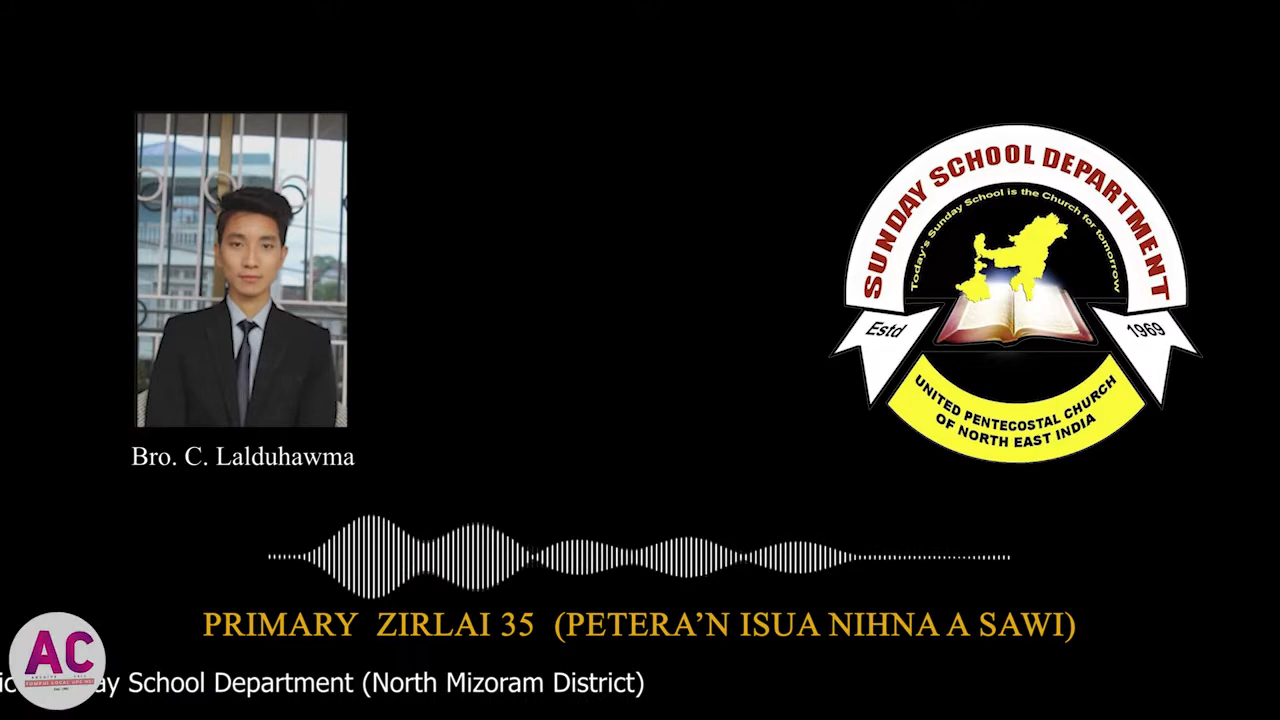 SUNDAY SCHOOL DEPARTMENT
Today's Sunday School is the Church for tomorrow
Estd
1969
UNITED PENTECOSTAL CHURCH
OF NORTH EAST INDIA
Bro. C. Lalduhawma
PRIMARY ZIRLAI 35 (PETERA'N ISUA NIHNA A SAWI)
AC
School Department (North Mizoram District)